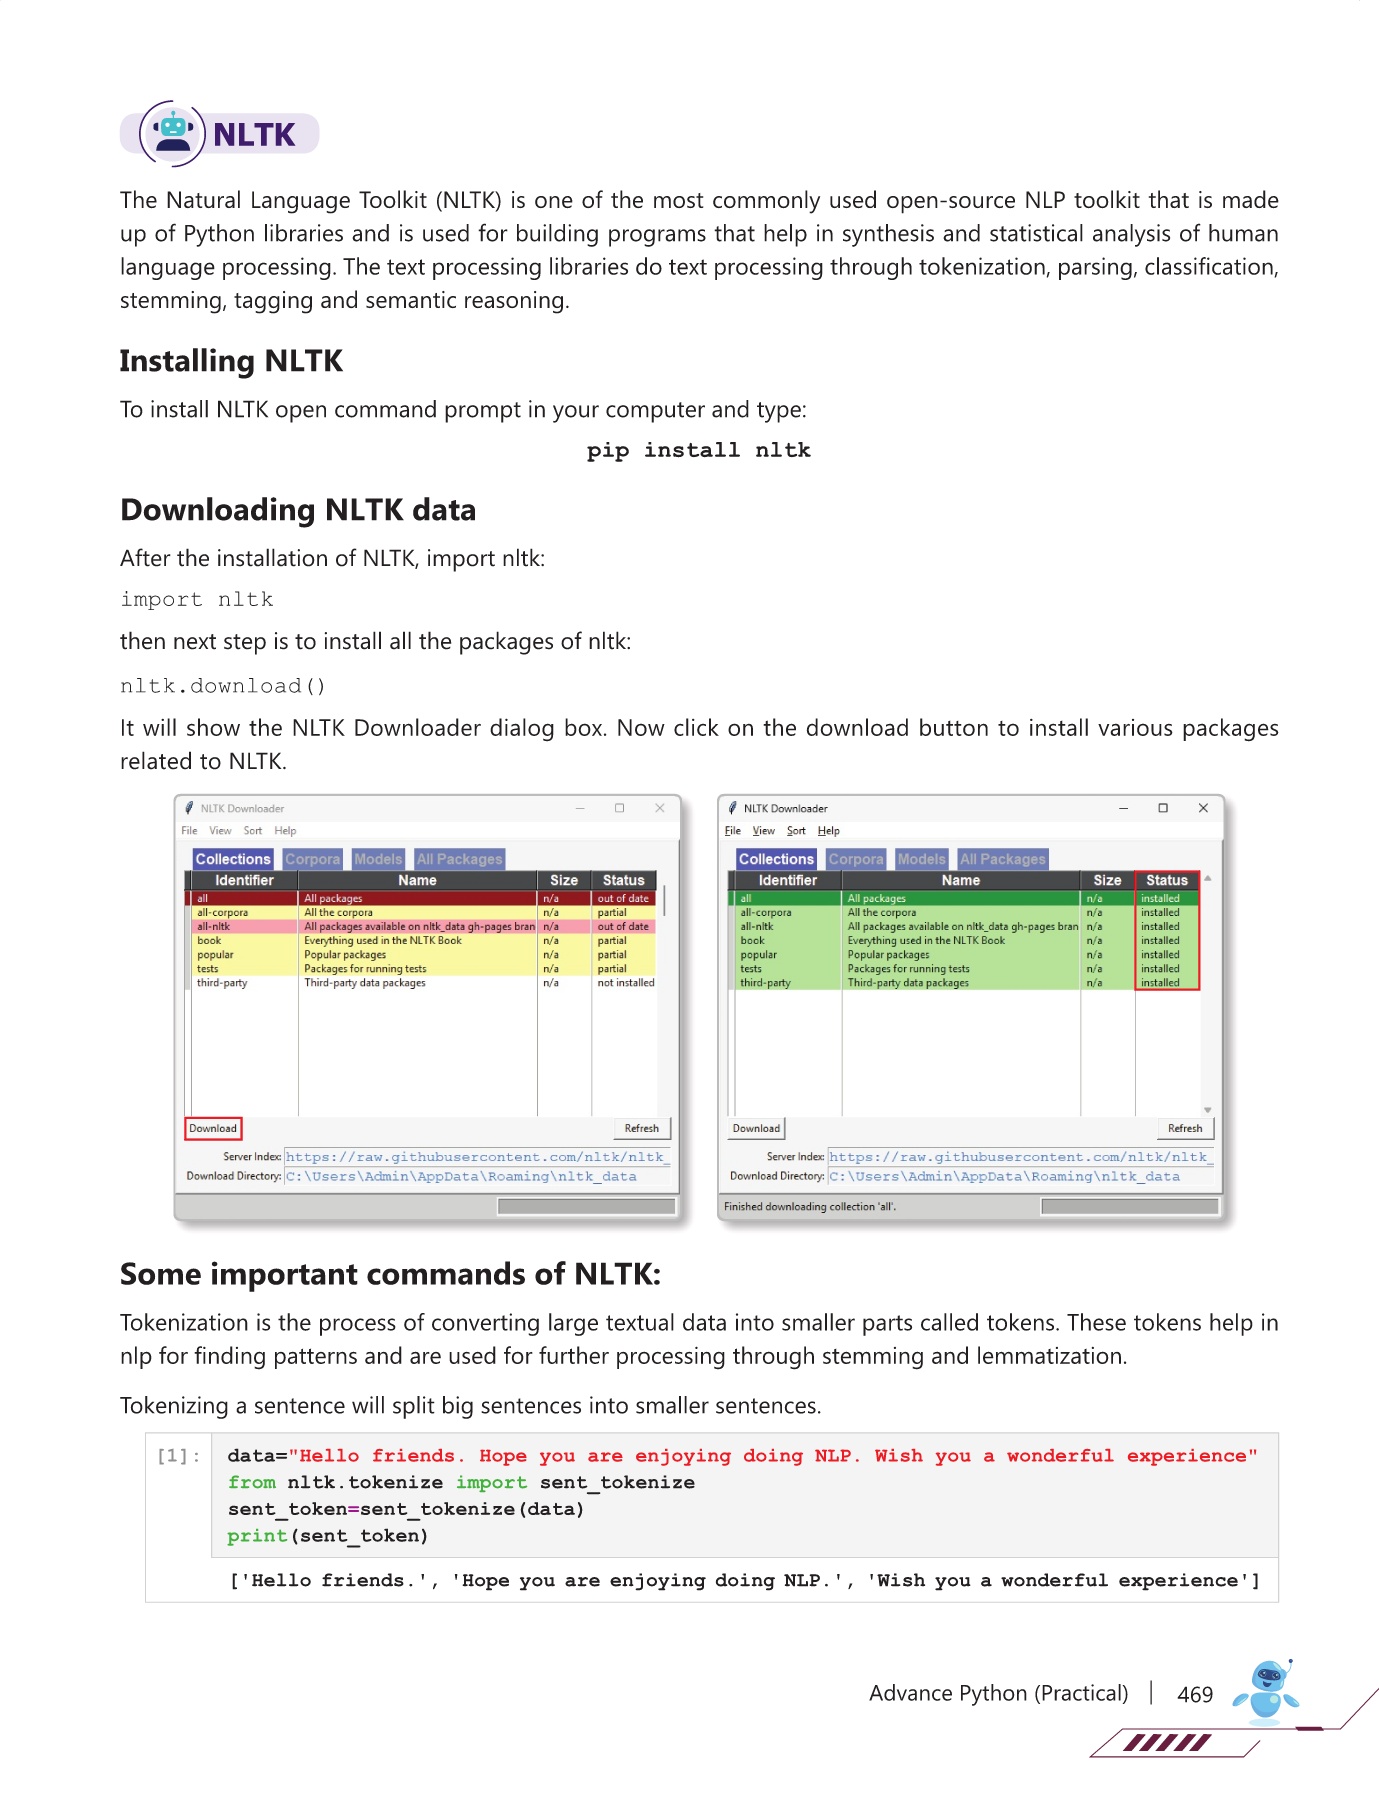 NLTK
The Natural Language Toolkit (NLTK) is one of the most commonly used open-source NLP toolkit that is made
up of Python libraries and is used for building programs that help in synthesis and statistical analysis of human
language processing. The text processing libraries do text processing through tokenization, parsing, classification,
stemming, tagging and semantic reasoning.
Installing NLTK
To install NLTK open command prompt in your computer and type:
pip install nltk
Downloading NLTK data
After the installation of NLTK, import nltk:
import nltk
then next step is to install all the packages of nltk:
nltk.download()
It will show the NLTK Downloader dialog box. Now click on the download button to install various packages
related to NLTK.
NLTK Downloader
File View Sort Help
Collections Corpora Models All Packages
Identifier Name Size Status
all All packages n/a out of date
all-corpora All the corpora n/a partial
all-nltk All packages available on nltk_data gh-pages bran n/a out of date
book Everything used in the NLTK Book n/a partial
popular Popular packages n/a partial
tests Packages for running tests n/a partial
third-party Third-party data packages n/a not installed
Download Refresh
Server Index: https://raw.githubusercontent.com/nltk/nltk_
Download Directory: C:\Users\Admin\AppData\Roaming\nltk_data
NLTK Downloader
File View Sort Help
Collections Corpora Models All Packages
Identifier Name Size Status
all All packages n/a installed
all-corpora All the corpora n/a installed
all-nltk All packages available on nltk_data gh-pages bran n/a installed
book Everything used in the NLTK Book n/a installed
popular Popular packages n/a installed
tests Packages for running tests n/a installed
third-party Third-party data packages n/a installed
Download Refresh
Server Index: https://raw.githubusercontent.com/nltk/nltk_
Download Directory: C:\Users\Admin\AppData\Roaming\nltk_data
Finished downloading collection 'all'.
Some important commands of NLTK:
Tokenization is the process of converting large textual data into smaller parts called tokens. These tokens help in
nlp for finding patterns and are used for further processing through stemming and lemmatization.
Tokenizing a sentence will split big sentences into smaller sentences.
[1]: data="Hello friends. Hope you are enjoying doing NLP. Wish you a wonderful experience"
from nltk.tokenize import sent_tokenize
sent_token=sent_tokenize(data)
print(sent_token)
['Hello friends.', 'Hope you are enjoying doing NLP.', 'Wish you a wonderful experience']
Advance Python (Practical) | 469